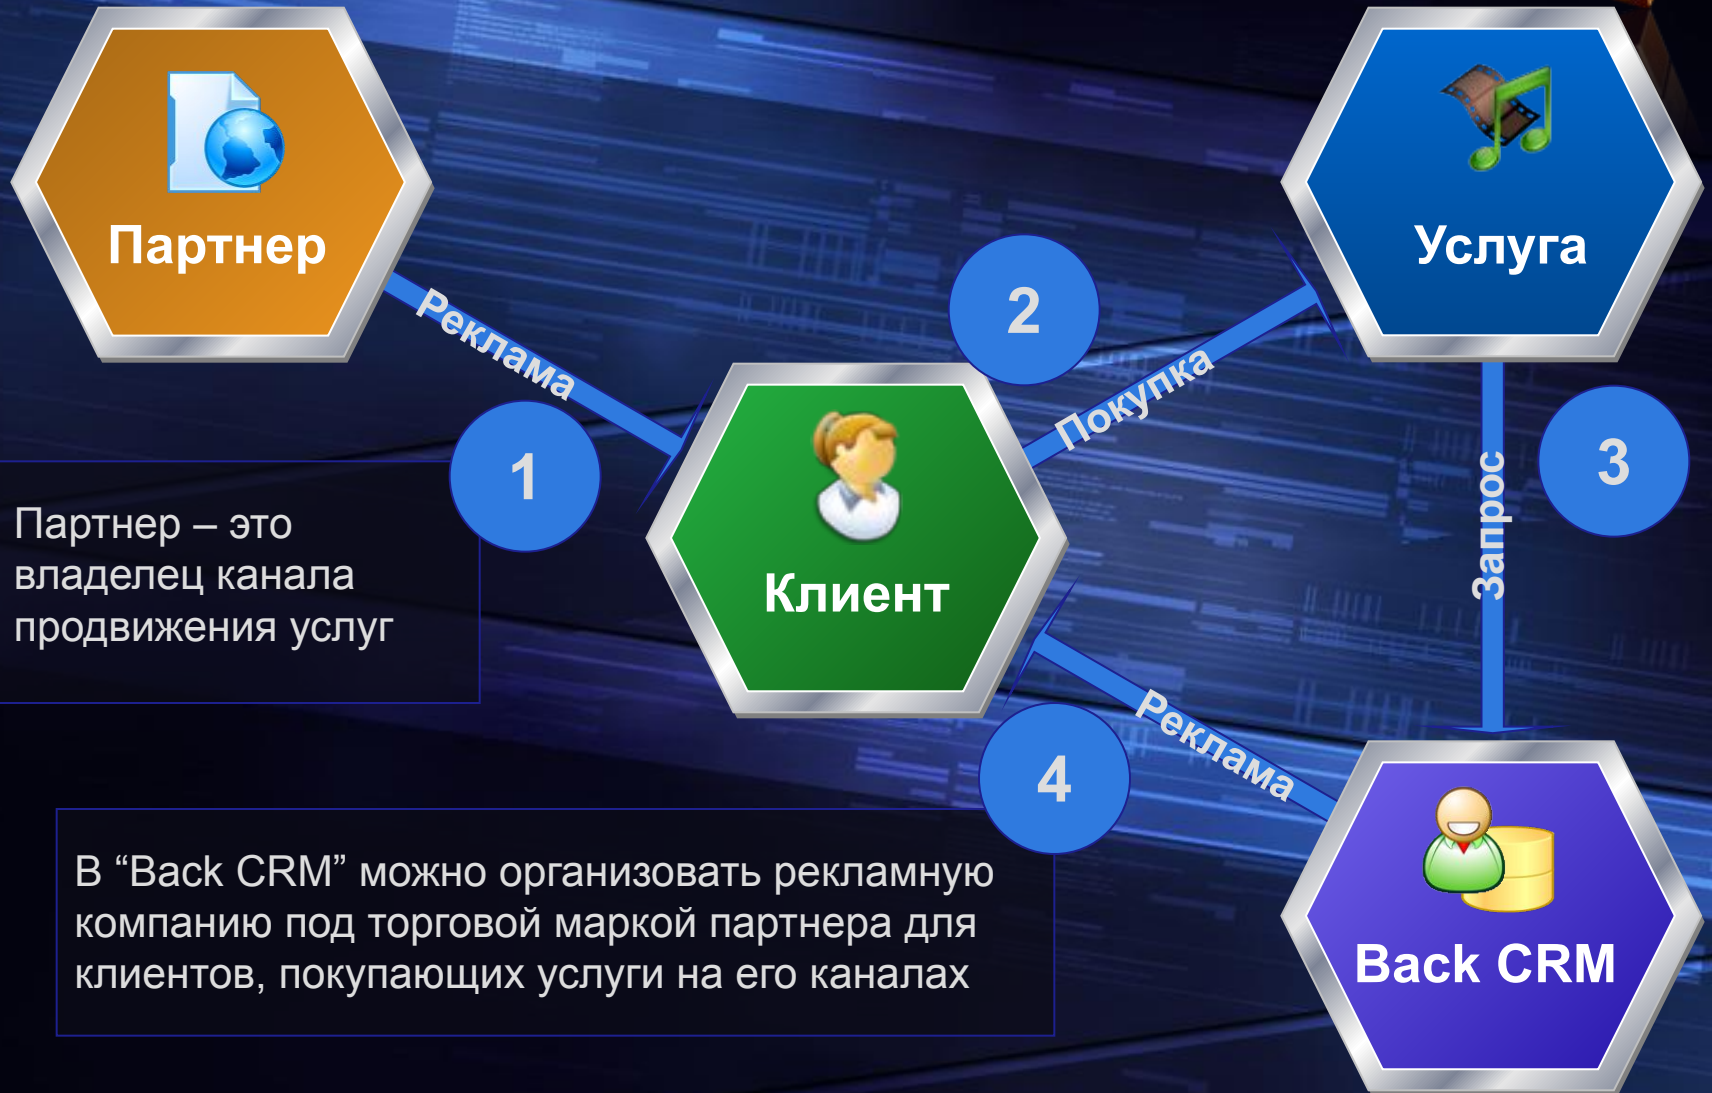 Партнер
Услуга
Реклама
1
2
Покупка
3
Запрос
Клиент
Партнер – это
владелец канала
продвижения услуг
4
Реклама
В “Back CRM” можно организовать рекламную
компанию под торговой маркой партнера для
клиентов, покупающих услуги на его каналах
Back CRM